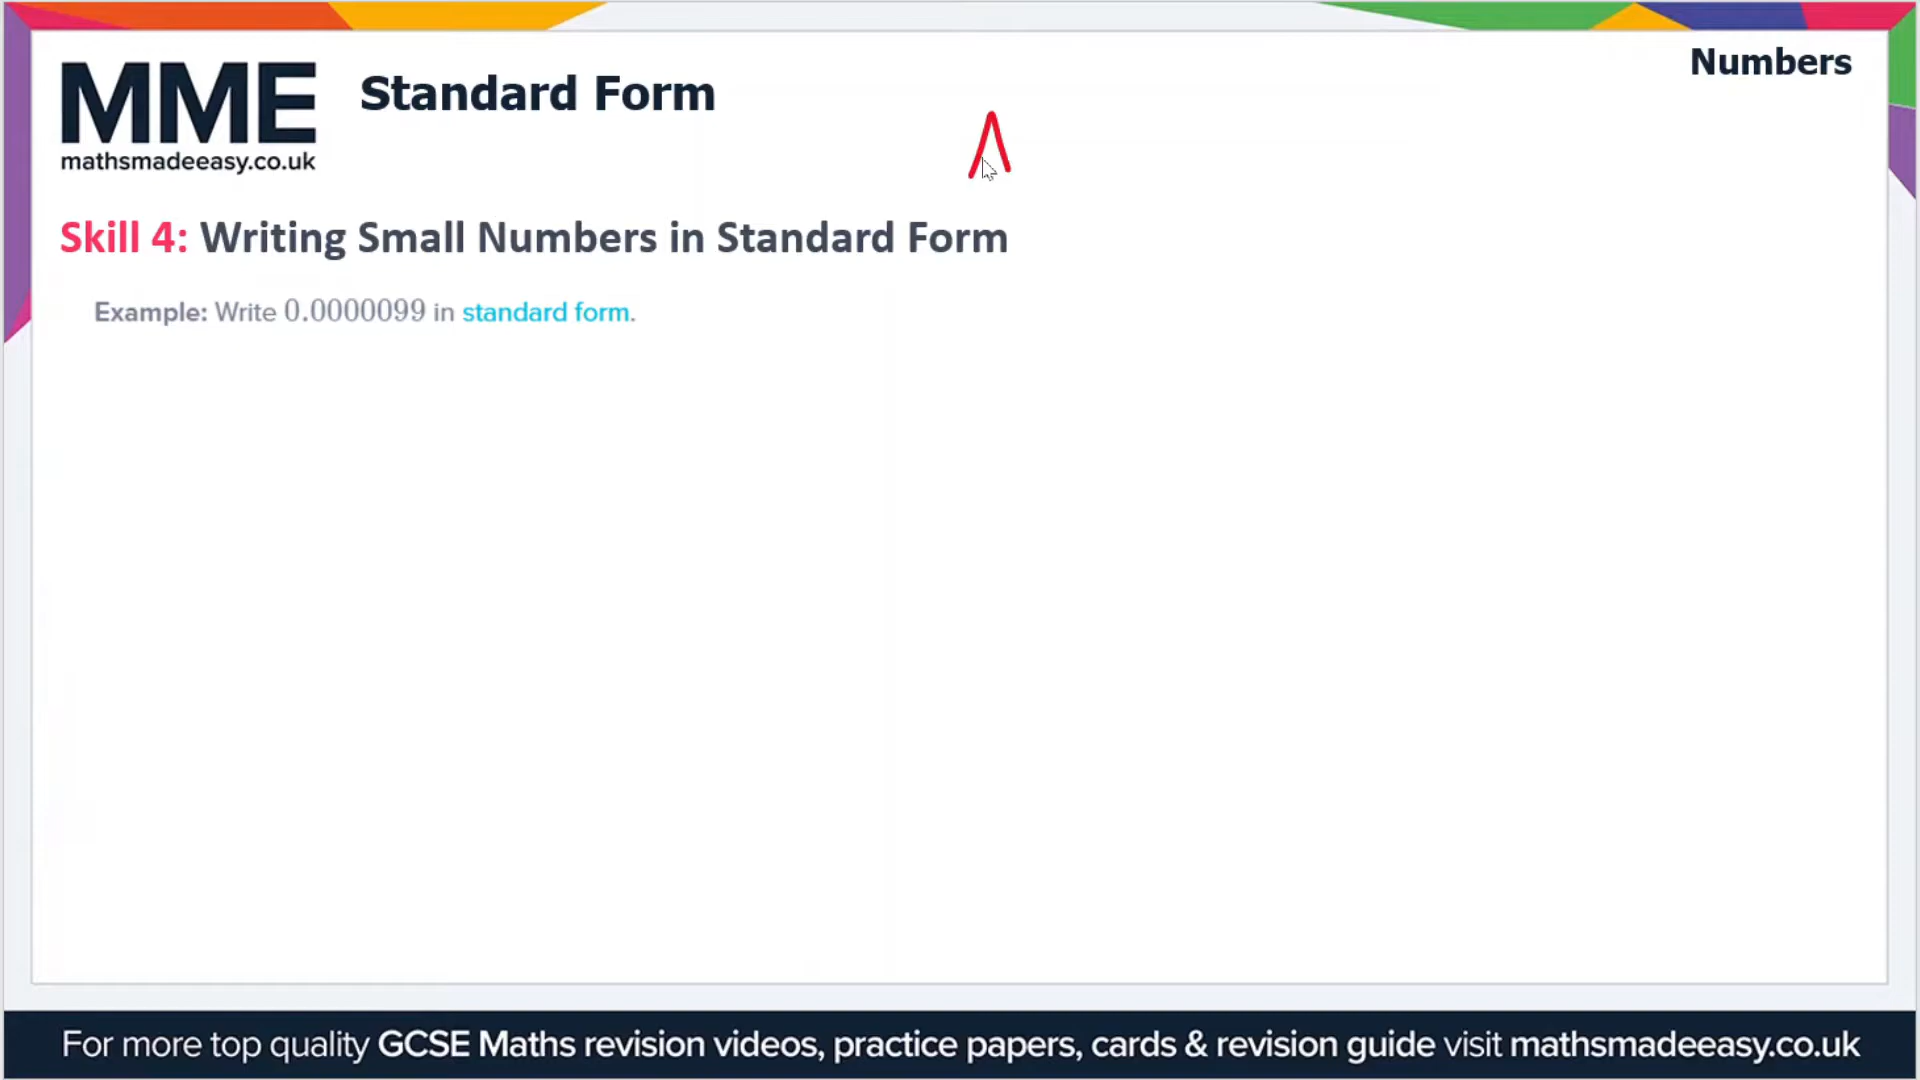 MME
mathsmadeeasy.co.uk
Standard Form
Numbers
Skill 4: Writing Small Numbers in Standard Form
Example: Write 0.0000099 in standard form.
For more top quality GCSE Maths revision videos, practice papers, cards & revision guide visit mathsmadeeasy.co.uk